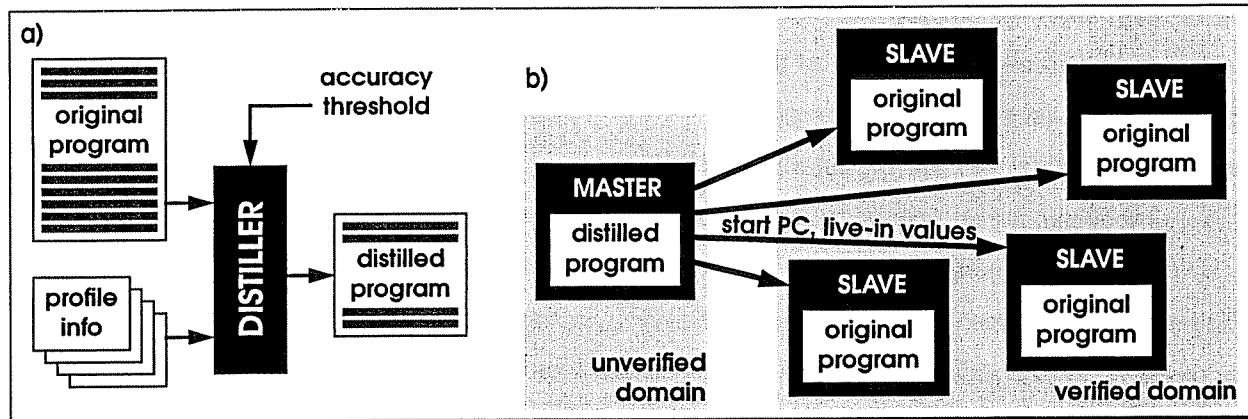 a)
original
program
accuracy
threshold
DISTILLER
distilled
program
profile
info
b)
MASTER
distilled
program
unverified
domain
SLAVE
original
program
SLAVE
original
program
start PC, live-in values
SLAVE
original
program
SLAVE
original
program
verified domain